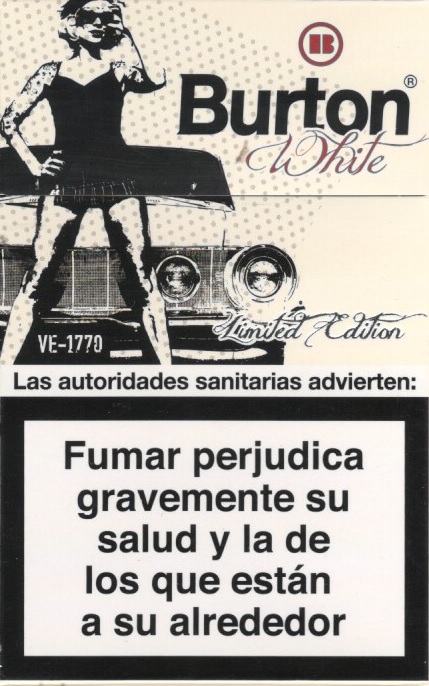 B
Burton®
White
Limited Edition
VE-1770
Las autoridades sanitarias advierten:
Fumar perjudica
gravemente su
salud y la de
los que están
a su alrededor